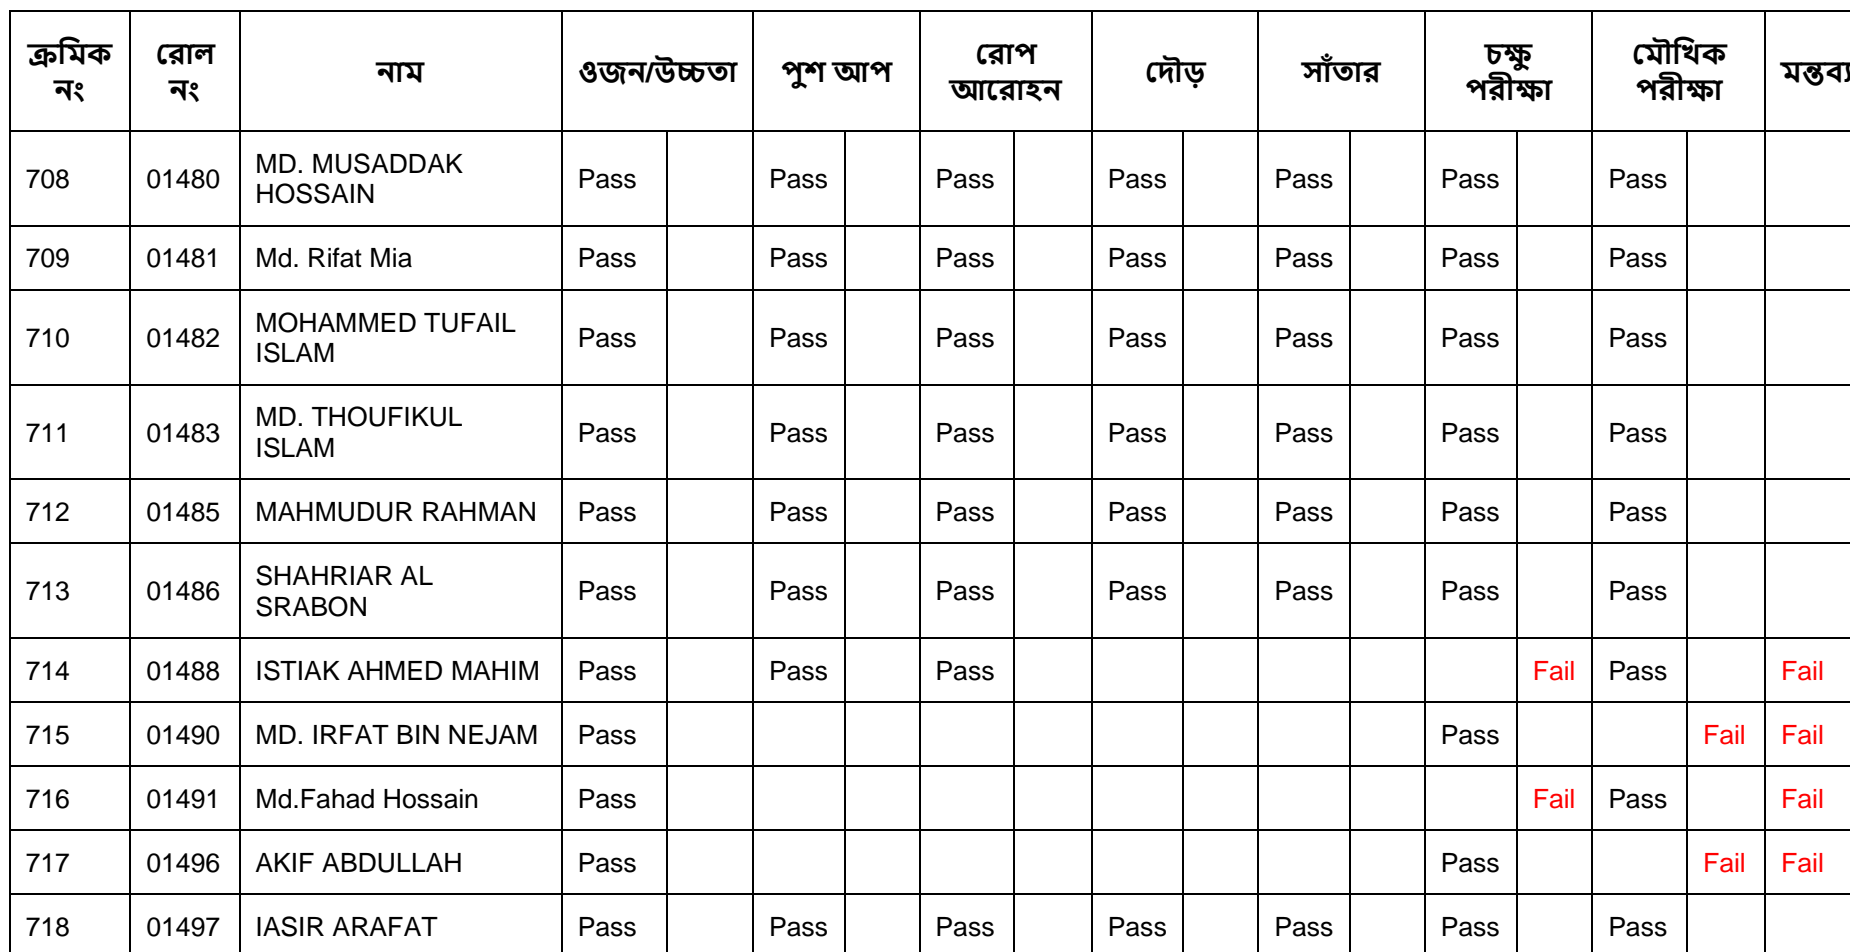 ক্রমিক নং রোল নং নাম ওজন/উচ্চতা পুশ আপ রোপ আরোহন দৌড় সাঁতার চক্ষু পরীক্ষা মৌখিক পরীক্ষা মন্তব্য
708 01480 MD. MUSADDAK HOSSAIN Pass Pass Pass Pass Pass Pass Pass
709 01481 Md. Rifat Mia Pass Pass Pass Pass Pass Pass Pass
710 01482 MOHAMMED TUFAIL ISLAM Pass Pass Pass Pass Pass Pass Pass
711 01483 MD. THOUFIKUL ISLAM Pass Pass Pass Pass Pass Pass Pass
712 01485 MAHMUDUR RAHMAN Pass Pass Pass Pass Pass Pass Pass
713 01486 SHAHRIAR AL SRABON Pass Pass Pass Pass Pass Pass Pass
714 01488 ISTIAK AHMED MAHIM Pass Pass Pass Fail Pass Fail
715 01490 MD. IRFAT BIN NEJAM Pass Pass Fail Fail
716 01491 Md.Fahad Hossain Pass Fail Pass Fail
717 01496 AKIF ABDULLAH Pass Pass Fail Fail
718 01497 IASIR ARAFAT Pass Pass Pass Pass Pass Pass Pass